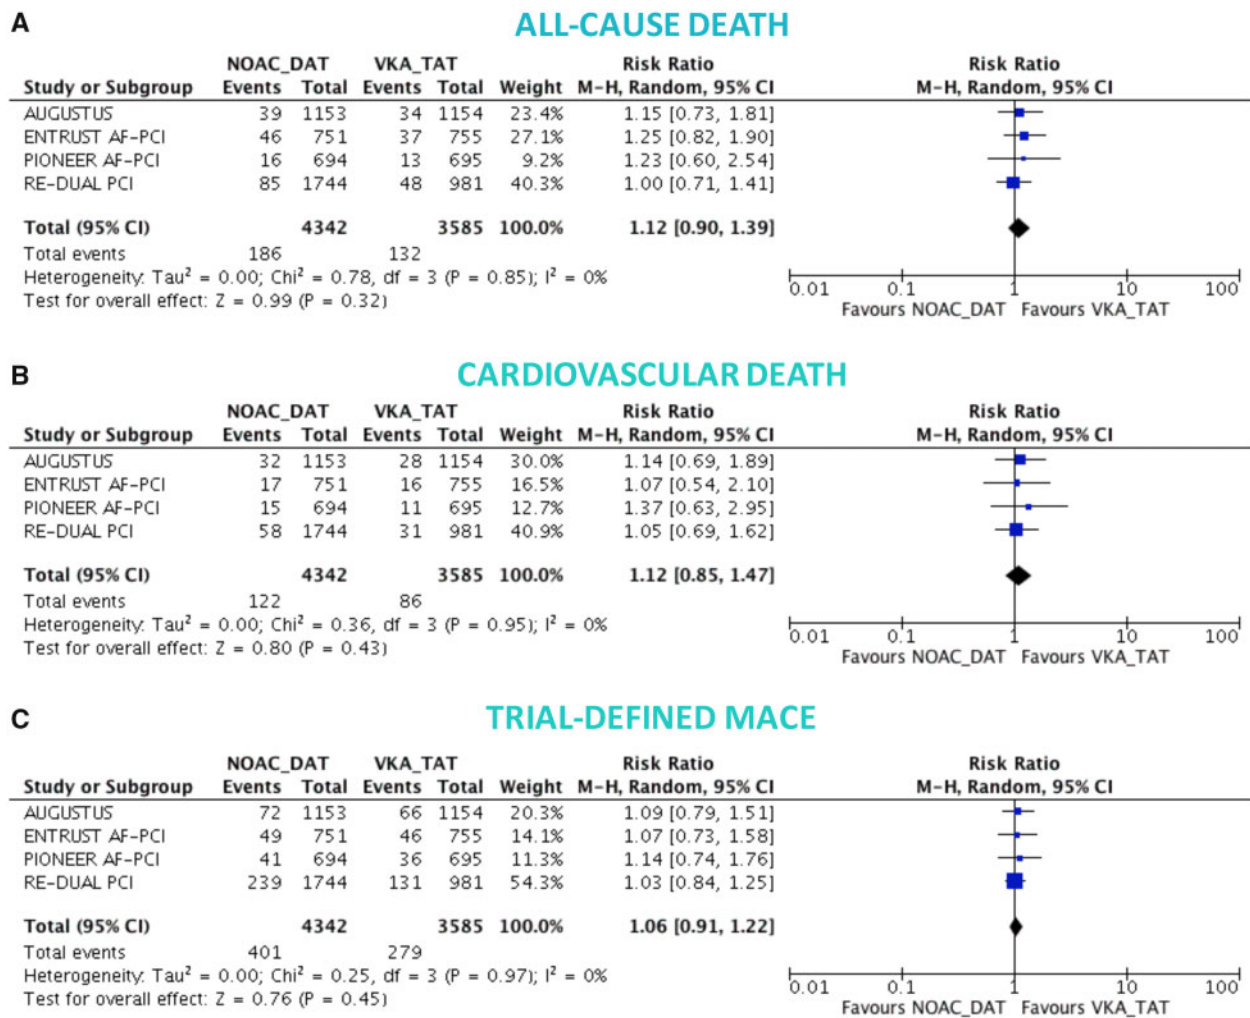 A
ALL-CAUSE DEATH
NOAC_DAT VKA_TAT Risk Ratio Risk Ratio
Study or Subgroup Events Total Events Total Weight M-H, Random, 95% CI M-H, Random, 95% CI
AUGUSTUS 39 1153 34 1154 23.4% 1.15 [0.73, 1.81]
ENTRUST AF-PCI 46 751 37 755 27.1% 1.25 [0.82, 1.90]
PIONEER AF-PCI 16 694 13 695 9.2% 1.23 [0.60, 2.54]
RE-DUAL PCI 85 1744 48 981 40.3% 1.00 [0.71, 1.41]
Total (95% CI) 4342 3585 100.0% 1.12 [0.90, 1.39]
Total events 186 132
Heterogeneity: Tau² = 0.00; Chi² = 0.78, df = 3 (P = 0.85); I² = 0%
Test for overall effect: Z = 0.99 (P = 0.32)
0.01 0.1 1 10 100
Favours NOAC_DAT Favours VKA_TAT
B
CARDIOVASCULAR DEATH
NOAC_DAT VKA_TAT Risk Ratio Risk Ratio
Study or Subgroup Events Total Events Total Weight M-H, Random, 95% CI M-H, Random, 95% CI
AUGUSTUS 32 1153 28 1154 30.0% 1.14 [0.69, 1.89]
ENTRUST AF-PCI 17 751 16 755 16.5% 1.07 [0.54, 2.10]
PIONEER AF-PCI 15 694 11 695 12.7% 1.37 [0.63, 2.95]
RE-DUAL PCI 58 1744 31 981 40.9% 1.05 [0.69, 1.62]
Total (95% CI) 4342 3585 100.0% 1.12 [0.85, 1.47]
Total events 122 86
Heterogeneity: Tau² = 0.00; Chi² = 0.36, df = 3 (P = 0.95); I² = 0%
Test for overall effect: Z = 0.80 (P = 0.43)
0.01 0.1 1 10 100
Favours NOAC_DAT Favours VKA_TAT
C
TRIAL-DEFINED MACE
NOAC_DAT VKA_TAT Risk Ratio Risk Ratio
Study or Subgroup Events Total Events Total Weight M-H, Random, 95% CI M-H, Random, 95% CI
AUGUSTUS 72 1153 66 1154 20.3% 1.09 [0.79, 1.51]
ENTRUST AF-PCI 49 751 46 755 14.1% 1.07 [0.73, 1.58]
PIONEER AF-PCI 41 694 36 695 11.3% 1.14 [0.74, 1.76]
RE-DUAL PCI 239 1744 131 981 54.3% 1.03 [0.84, 1.25]
Total (95% CI) 4342 3585 100.0% 1.06 [0.91, 1.22]
Total events 401 279
Heterogeneity: Tau² = 0.00; Chi² = 0.25, df = 3 (P = 0.97); I² = 0%
Test for overall effect: Z = 0.76 (P = 0.45)
0.01 0.1 1 10 100
Favours NOAC_DAT Favours VKA_TAT